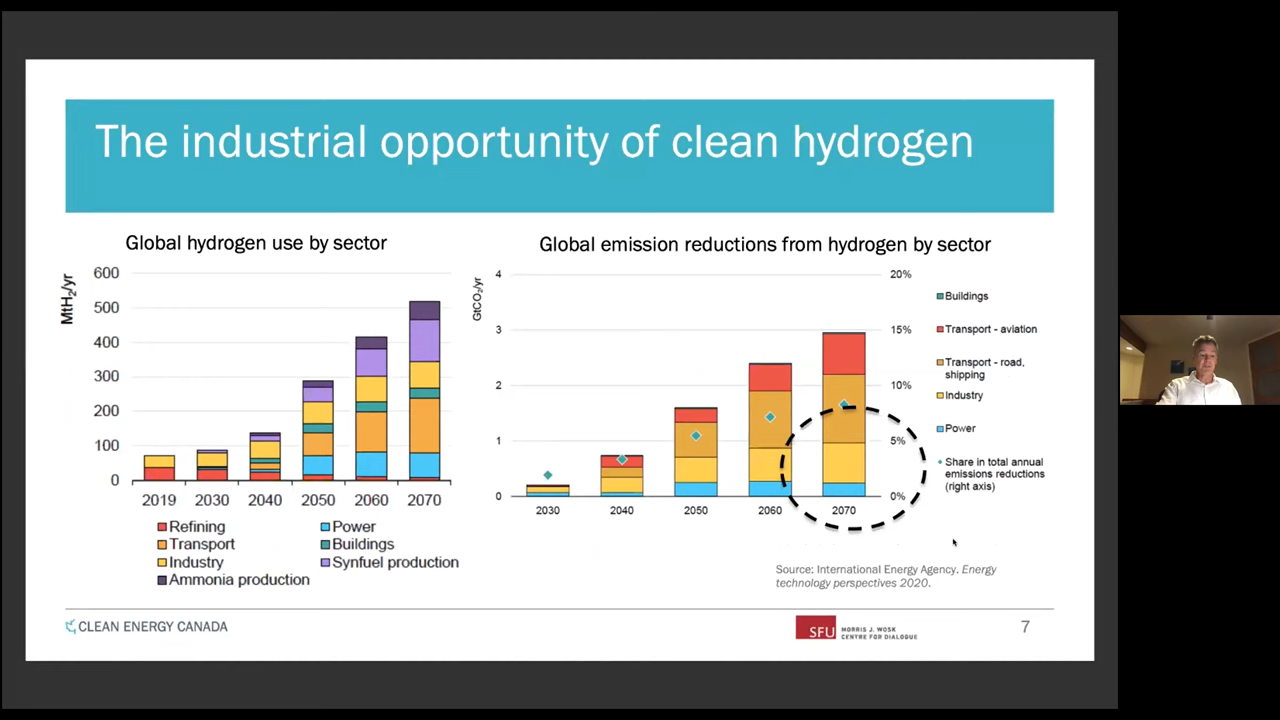 The industrial opportunity of clean hydrogen
Global hydrogen use by sector
MtH₂/yr
600
500
400
300
200
100
0
2019 2030 2040 2050 2060 2070
Refining
Power
Transport
Buildings
Industry
Synfuel production
Ammonia production
Global emission reductions from hydrogen by sector
GtCO₂/yr
4
3
2
1
0
20%
15%
10%
5%
0%
2030 2040 2050 2060 2070
Buildings
Transport - aviation
Transport - road,
shipping
Industry
Power
Share in total annual
emissions reductions
(right axis)
Source: International Energy Agency. Energy
technology perspectives 2020.
CLEAN ENERGY CANADA
SFU
MORRIS J. WOSK
CENTRE FOR DIALOGUE
7